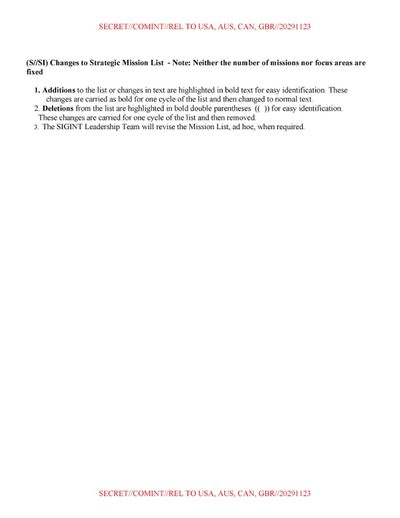 SECRET//COMINT//REL TO USA, AUS, CAN, GBR//20291123
(S//SI) Changes to Strategic Mission List - Note: Neither the number of missions nor focus areas are
fixed
1. Additions to the list or changes in text are highlighted in bold text for easy identification. These
changes are carried as bold for one cycle of the list and then changed to normal text.
2. Deletions from the list are highlighted in bold double parentheses (( )) for easy identification.
These changes are carried for one cycle of the list and then removed.
3. The SIGINT Leadership Team will revise the Mission List, ad hoc, when required.
SECRET//COMINT//REL TO USA, AUS, CAN, GBR//20291123